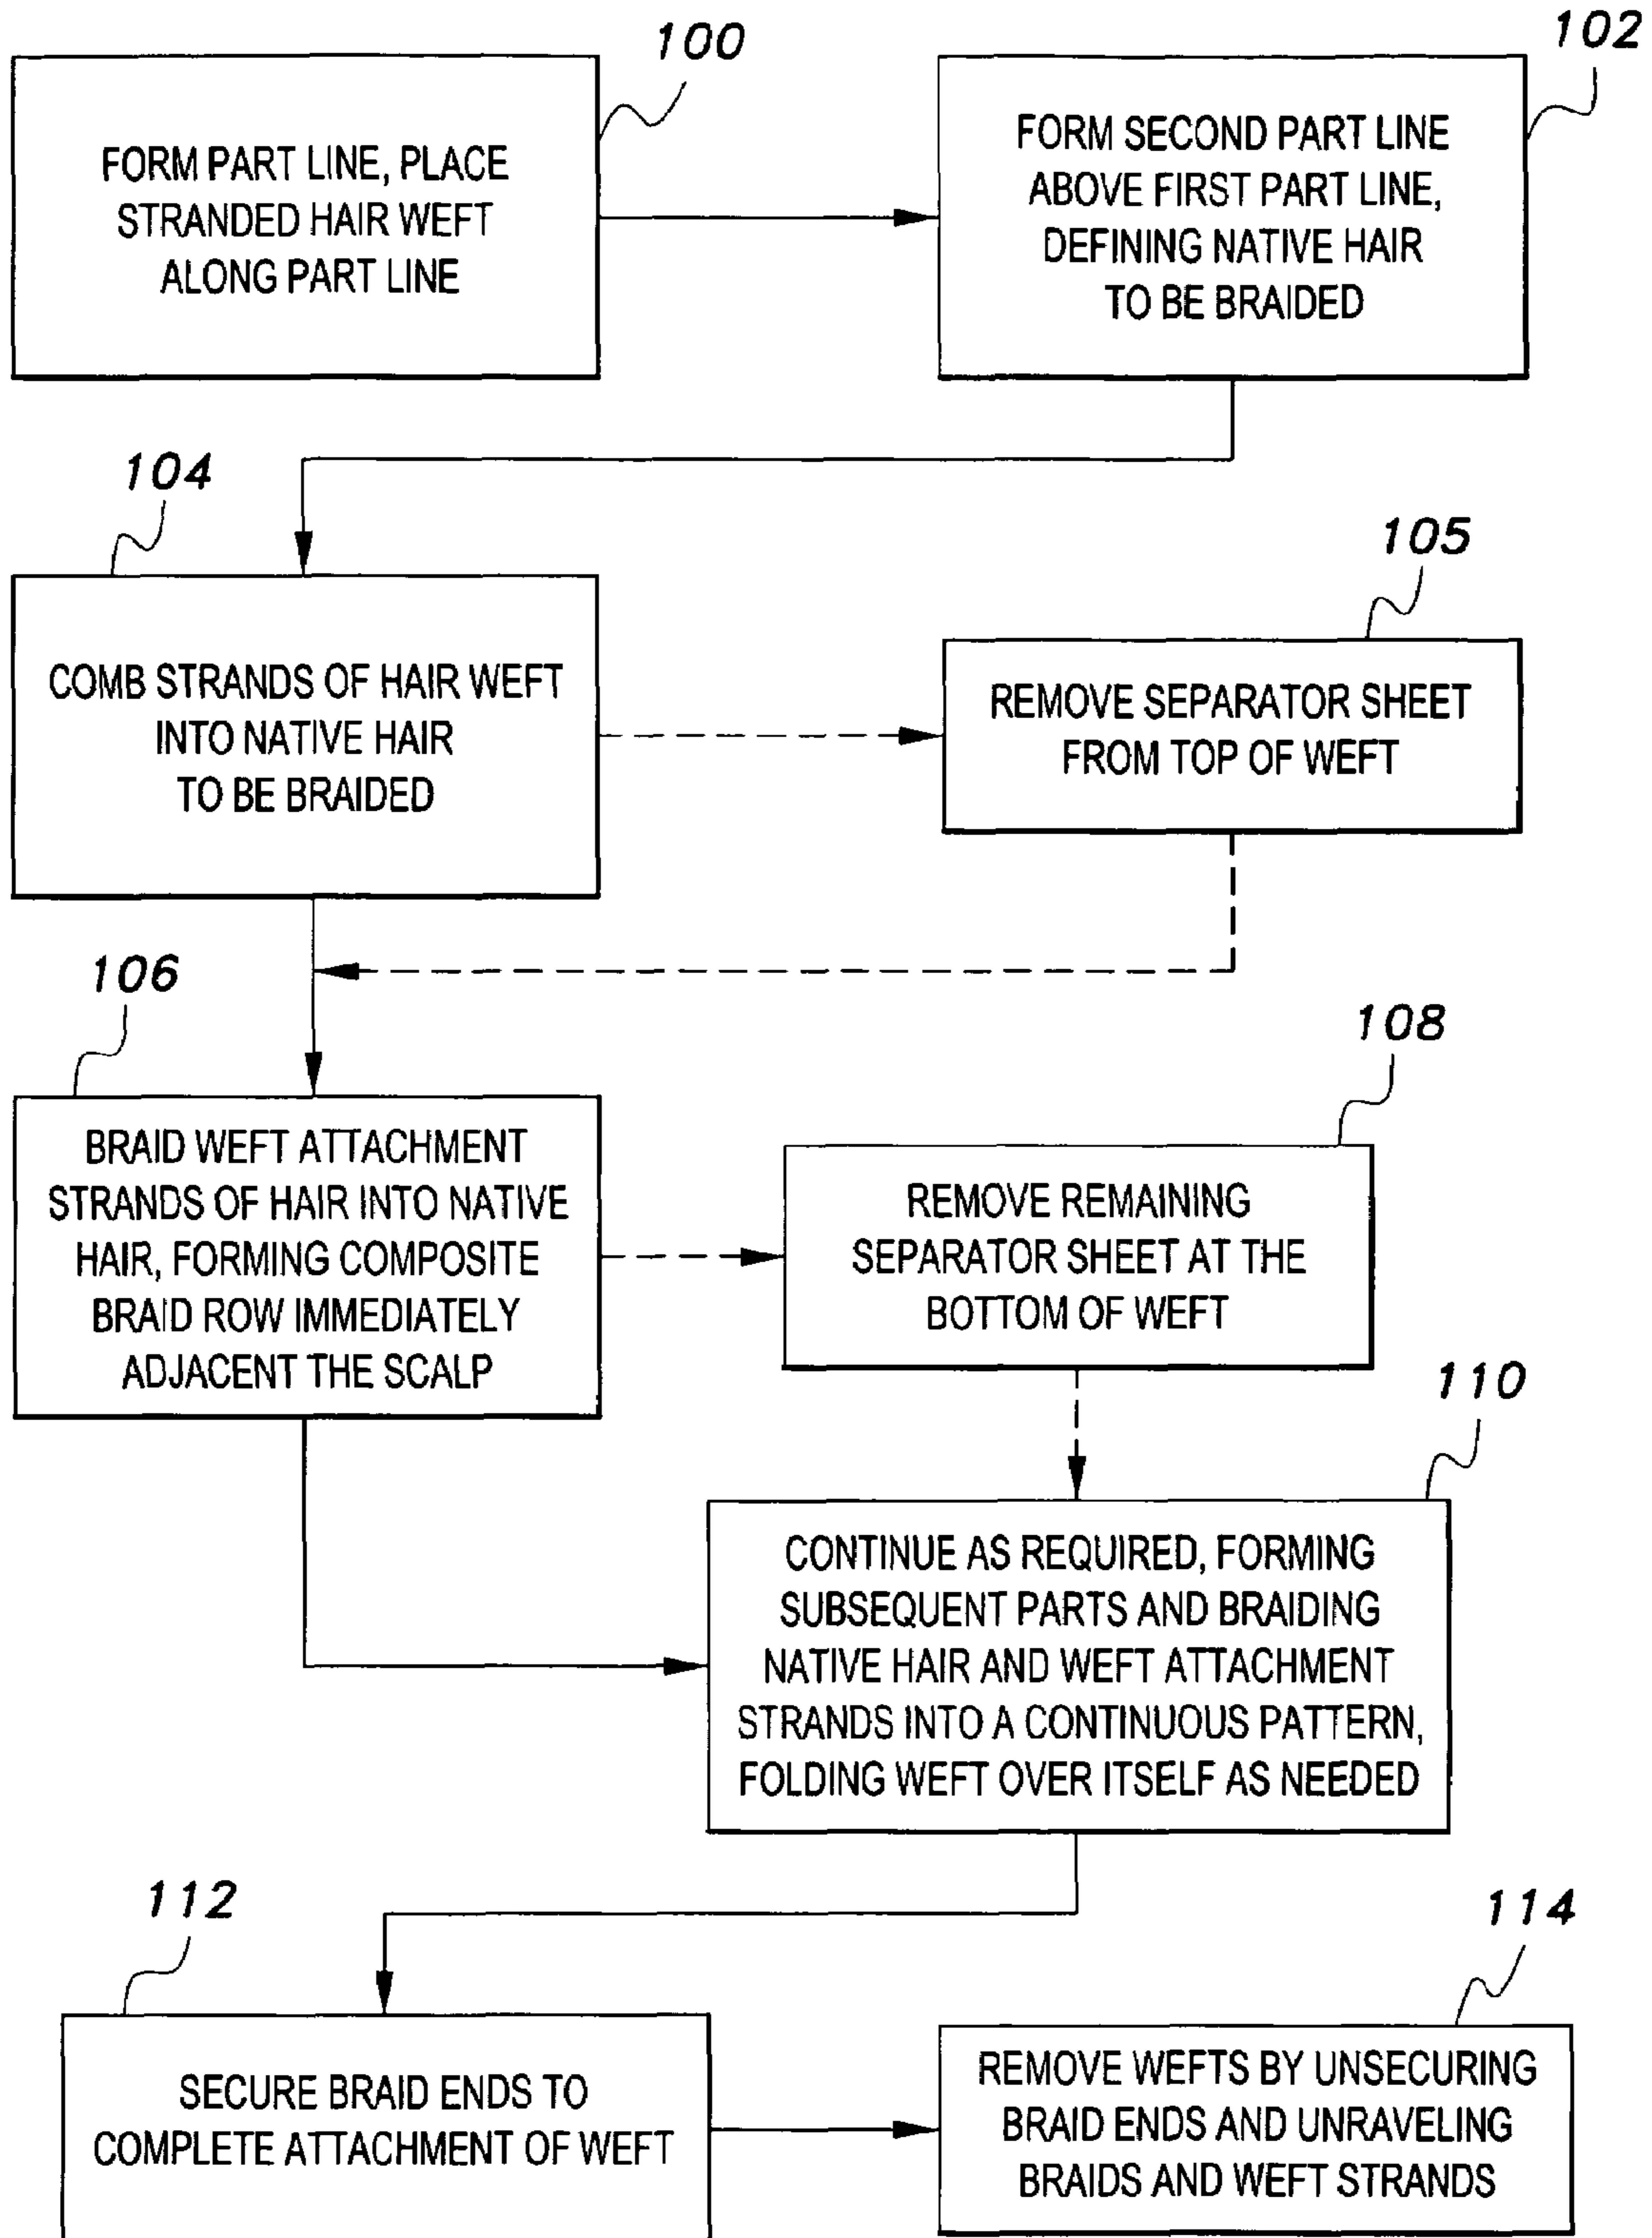 100
FORM PART LINE, PLACE
STRANDED HAIR WEFT
ALONG PART LINE
102
FORM SECOND PART LINE
ABOVE FIRST PART LINE,
DEFINING NATIVE HAIR
TO BE BRAIDED
104
COMB STRANDS OF HAIR WEFT
INTO NATIVE HAIR
TO BE BRAIDED
105
REMOVE SEPARATOR SHEET
FROM TOP OF WEFT
106
BRAID WEFT ATTACHMENT
STRANDS OF HAIR INTO NATIVE
HAIR, FORMING COMPOSITE
BRAID ROW IMMEDIATELY
ADJACENT THE SCALP
108
REMOVE REMAINING
SEPARATOR SHEET AT THE
BOTTOM OF WEFT
110
CONTINUE AS REQUIRED, FORMING
SUBSEQUENT PARTS AND BRAIDING
NATIVE HAIR AND WEFT ATTACHMENT
STRANDS INTO A CONTINUOUS PATTERN,
FOLDING WEFT OVER ITSELF AS NEEDED
112
SECURE BRAID ENDS TO
COMPLETE ATTACHMENT OF WEFT
114
REMOVE WEFTS BY UNSECURING
BRAID ENDS AND UNRAVELING
BRAIDS AND WEFT STRANDS